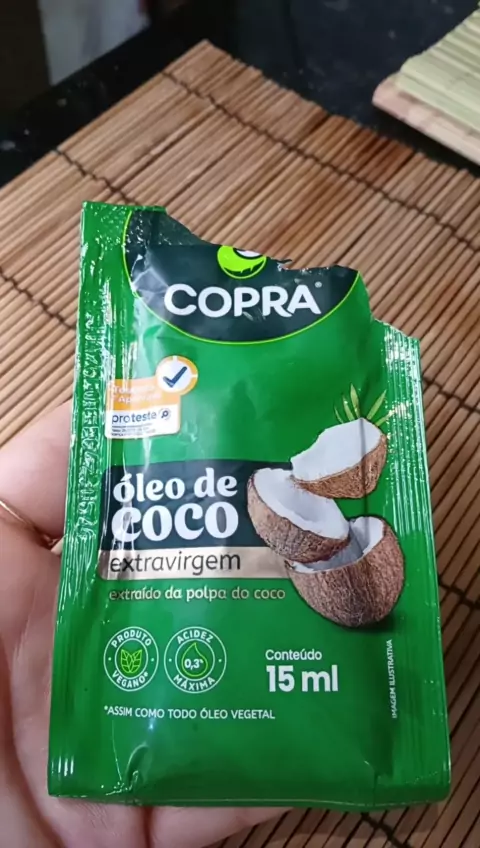 COPRA®
proteste
óleo de
coco
extravirgem
extraído da polpa do coco
PRODUTO
VEGANO*
ACIDEZ
0,3%
MÁXIMA
Conteúdo
15 ml
*ASSIM COMO TODO ÓLEO VEGETAL
IMAGEM ILUSTRATIVA